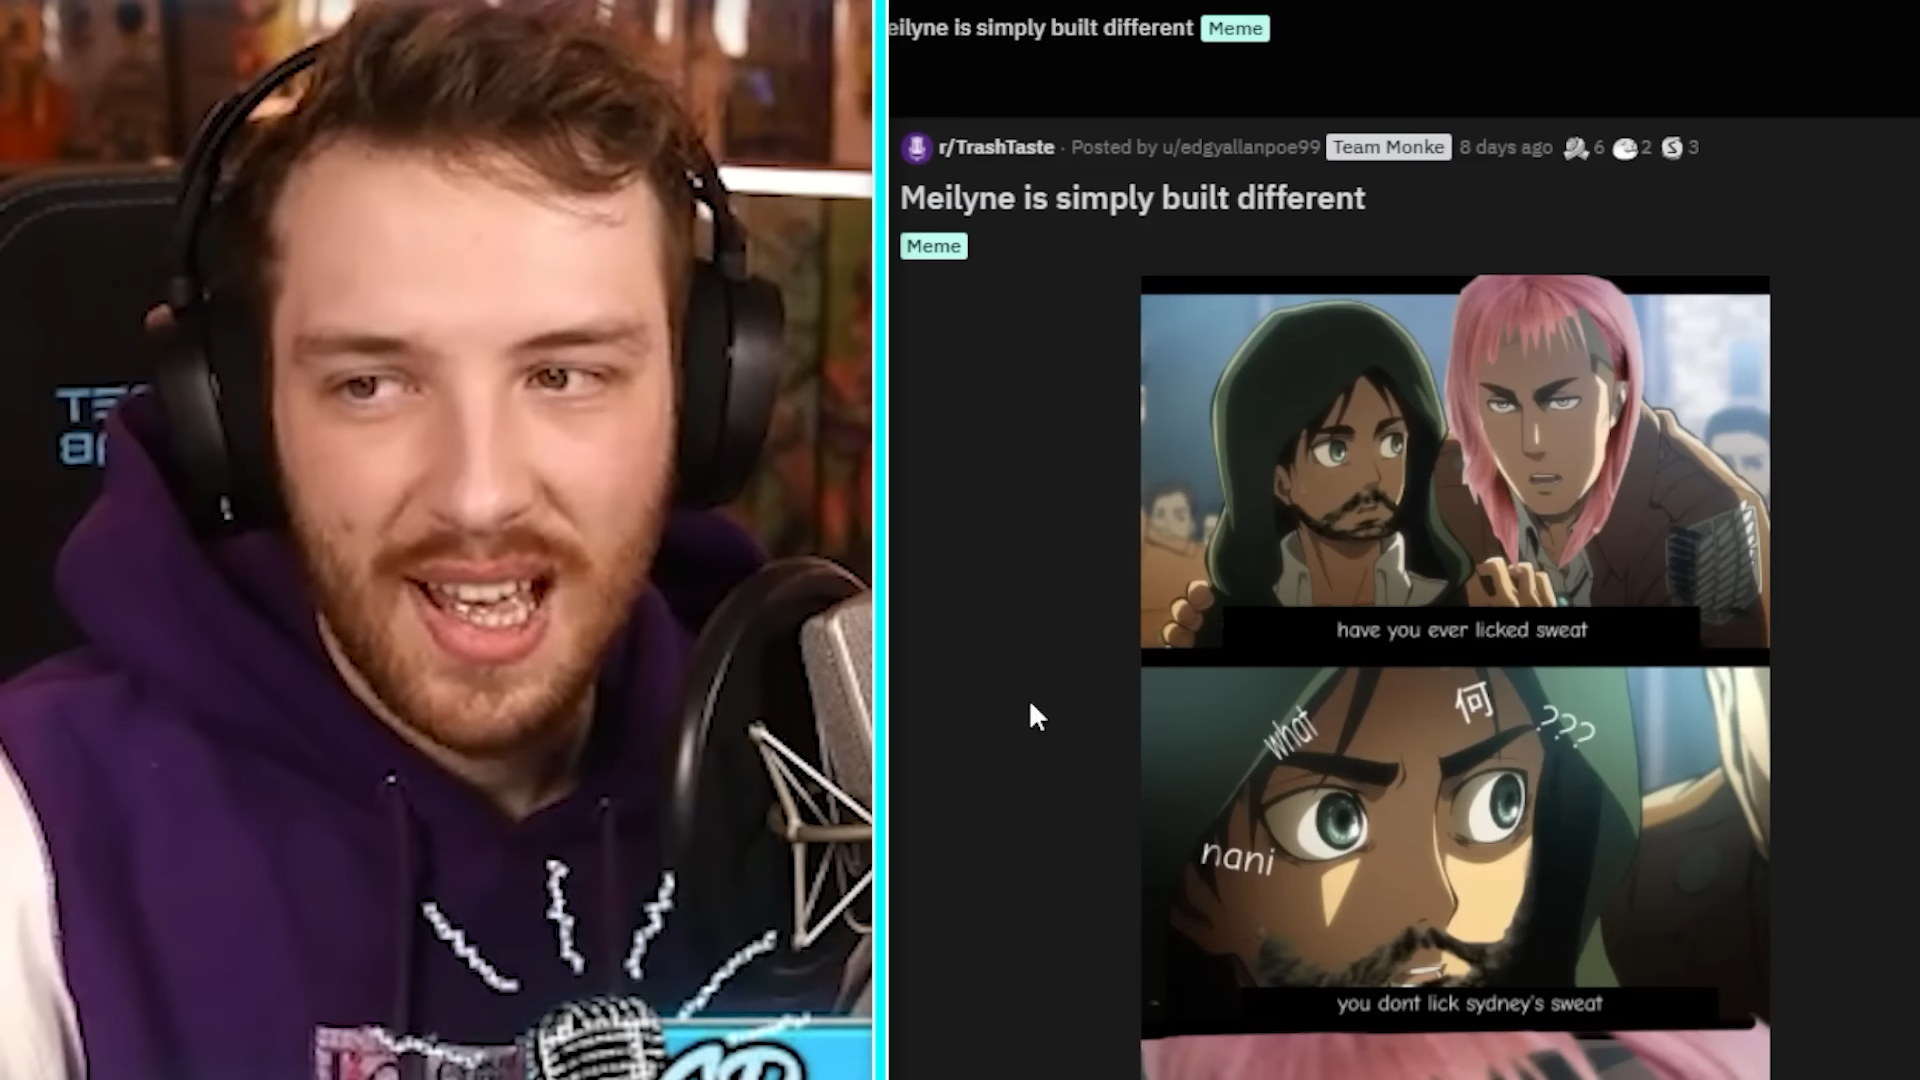 eilyne is simply built different Meme
r/TrashTaste · Posted by u/edgyallanpoe99 Team Monke 8 days ago 6 2 3
Meilyne is simply built different
Meme
have you ever licked sweat
what
何
???
nani
you dont lick sydney's sweat